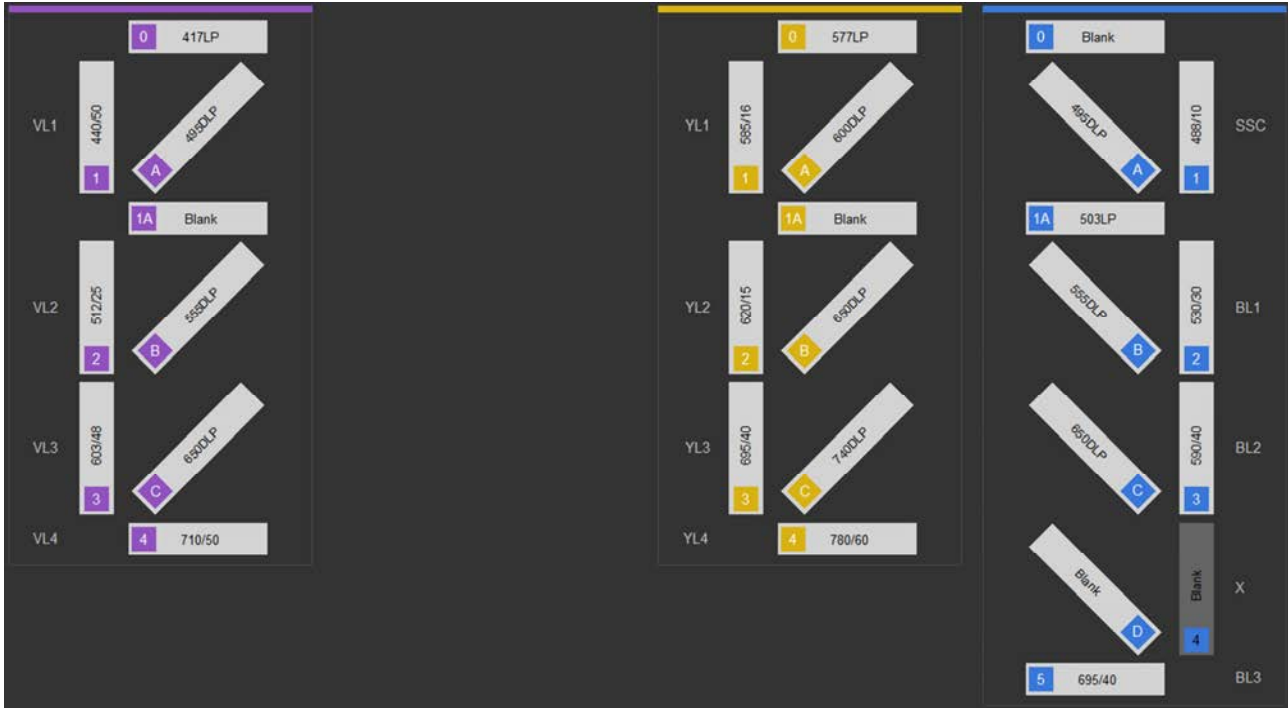 0 417LP
VL1 440/50 1
495DLP A
1A Blank
VL2 512/25 2
555DLP B
VL3 603/48 3
650DLP C
VL4 4 710/50
0 577LP
YL1 585/16 1
600DLP A
1A Blank
YL2 620/15 2
650DLP B
YL3 695/40 3
740DLP C
YL4 4 780/60
0 Blank
495DLP A
488/10 1 SSC
1A 503LP
555DLP B
530/30 2 BL1
650DLP C
590/40 3 BL2
Blank D
Blank 4 X
5 695/40 BL3